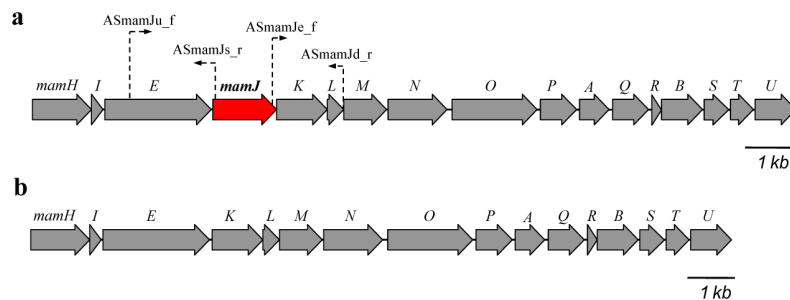 a
ASmamJu_f
ASmamJe_f
ASmamJs_r
ASmamJd_r
mamH I E mamJ K L M N O P A Q R B S T U
1 kb
b
mamH I E K L M N O P A Q R B S T U
1 kb